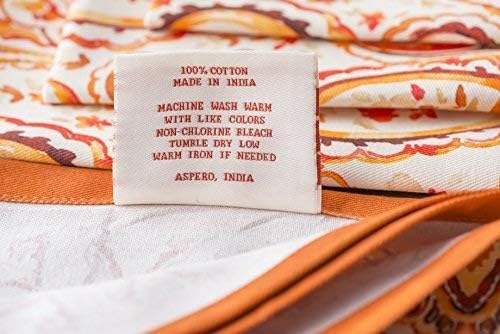 100% COTTON
MADE IN INDIA
MACHINE WASH WARM
WITH LIKE COLORS
NON-CHLORINE BLEACH
TUMBLE DRY LOW
WARM IRON IF NEEDED
ASPERO, INDIA